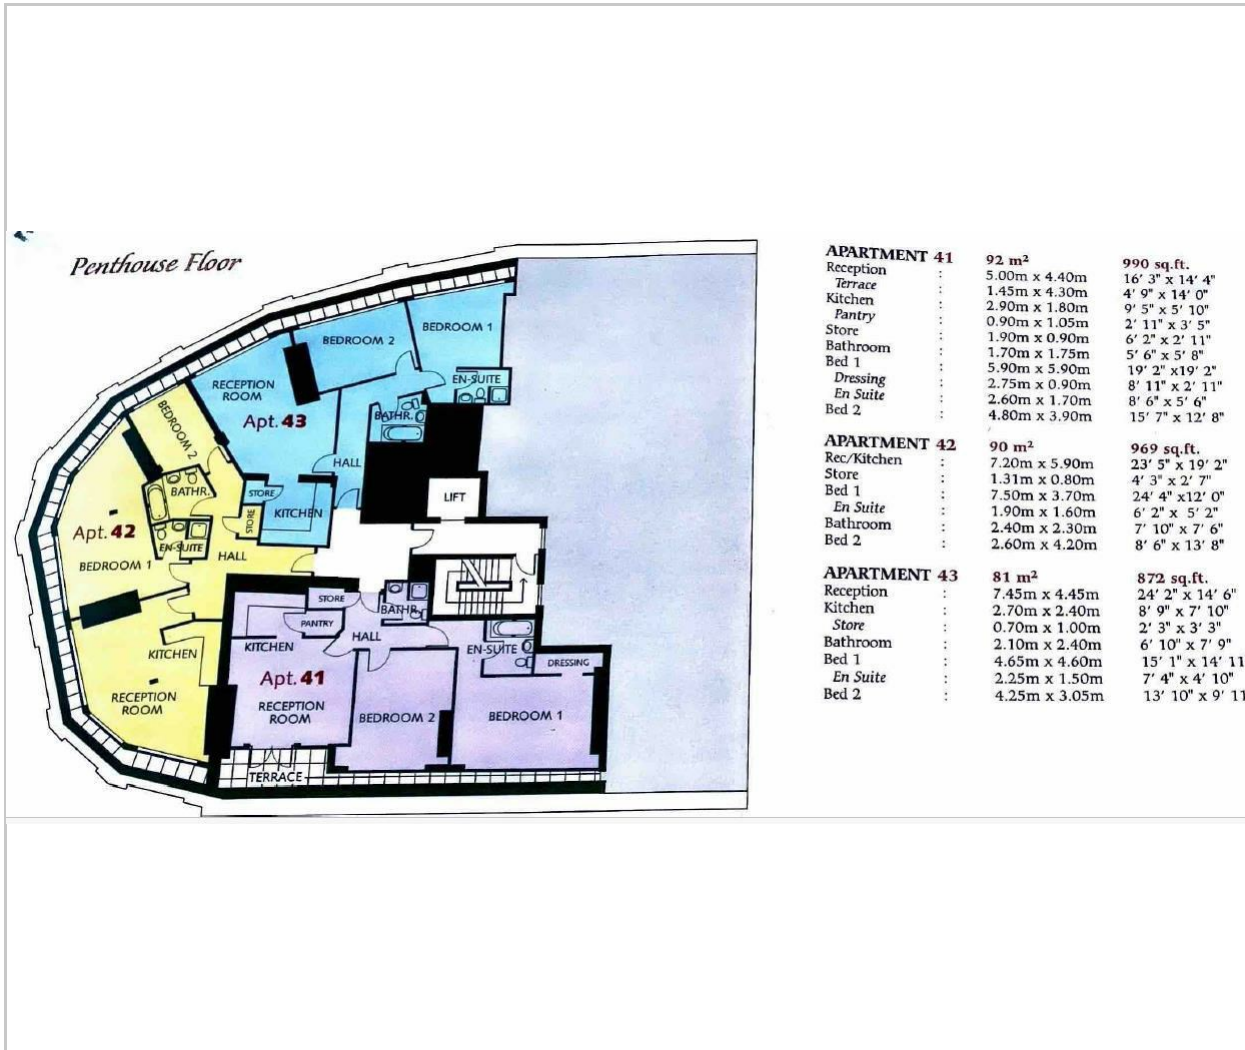 Penthouse Floor
BEDROOM 1
BEDROOM 2
RECEPTION
ROOM
EN-SUITE
Apt. 43
BATHR.
BEDROOM 2
HALL
STORE
KITCHEN
LIFT
BATHR.
STORE
Apt. 42
EN-SUITE
HALL
BEDROOM 1
STORE
BATHR.
PANTRY
HALL
KITCHEN
KITCHEN
EN-SUITE
DRESSING
Apt. 41
RECEPTION
ROOM
RECEPTION
ROOM
BEDROOM 2
BEDROOM 1
TERRACE
APARTMENT 41 92 m² 990 sq.ft.
Reception : 5.00m x 4.40m 16' 3" x 14' 4"
Terrace : 1.45m x 4.30m 4' 9" x 14' 0"
Kitchen : 2.90m x 1.80m 9' 5" x 5' 10"
Pantry : 0.90m x 1.05m 2' 11" x 3' 5"
Store : 1.90m x 0.90m 6' 2" x 2' 11"
Bathroom : 1.70m x 1.75m 5' 6" x 5' 8"
Bed 1 : 5.90m x 5.90m 19' 2" x19' 2"
Dressing : 2.75m x 0.90m 8' 11" x 2' 11"
En Suite : 2.60m x 1.70m 8' 6" x 5' 6"
Bed 2 : 4.80m x 3.90m 15' 7" x 12' 8"
APARTMENT 42 90 m² 969 sq.ft.
Rec/Kitchen : 7.20m x 5.90m 23' 5" x 19' 2"
Store : 1.31m x 0.80m 4' 3" x 2' 7"
Bed 1 : 7.50m x 3.70m 24' 4" x12' 0"
En Suite : 1.90m x 1.60m 6' 2" x 5' 2"
Bathroom : 2.40m x 2.30m 7' 10" x 7' 6"
Bed 2 : 2.60m x 4.20m 8' 6" x 13' 8"
APARTMENT 43 81 m² 872 sq.ft.
Reception : 7.45m x 4.45m 24' 2" x 14' 6"
Kitchen : 2.70m x 2.40m 8' 9" x 7' 10"
Store : 0.70m x 1.00m 2' 3" x 3' 3"
Bathroom : 2.10m x 2.40m 6' 10" x 7' 9"
Bed 1 : 4.65m x 4.60m 15' 1" x 14' 11
En Suite : 2.25m x 1.50m 7' 4" x 4' 10"
Bed 2 : 4.25m x 3.05m 13' 10" x 9' 11